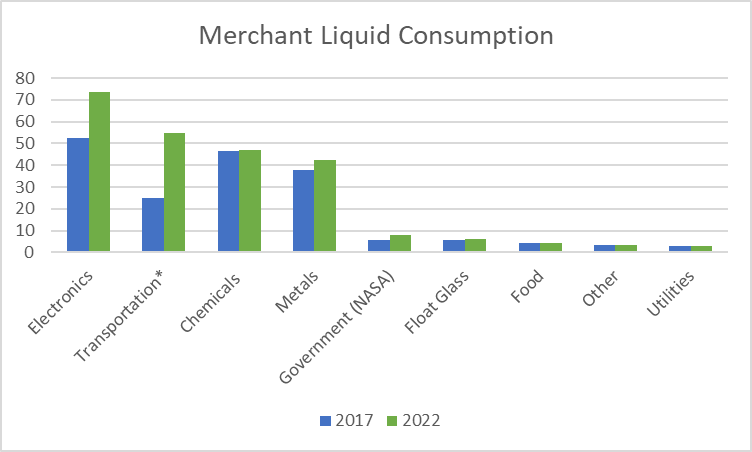 Merchant Liquid Consumption
80
70
60
50
40
30
20
10
0
Electronics
Transportation*
Chemicals
Metals
Government (NASA)
Float Glass
Food
Other
Utilities
2017 2022